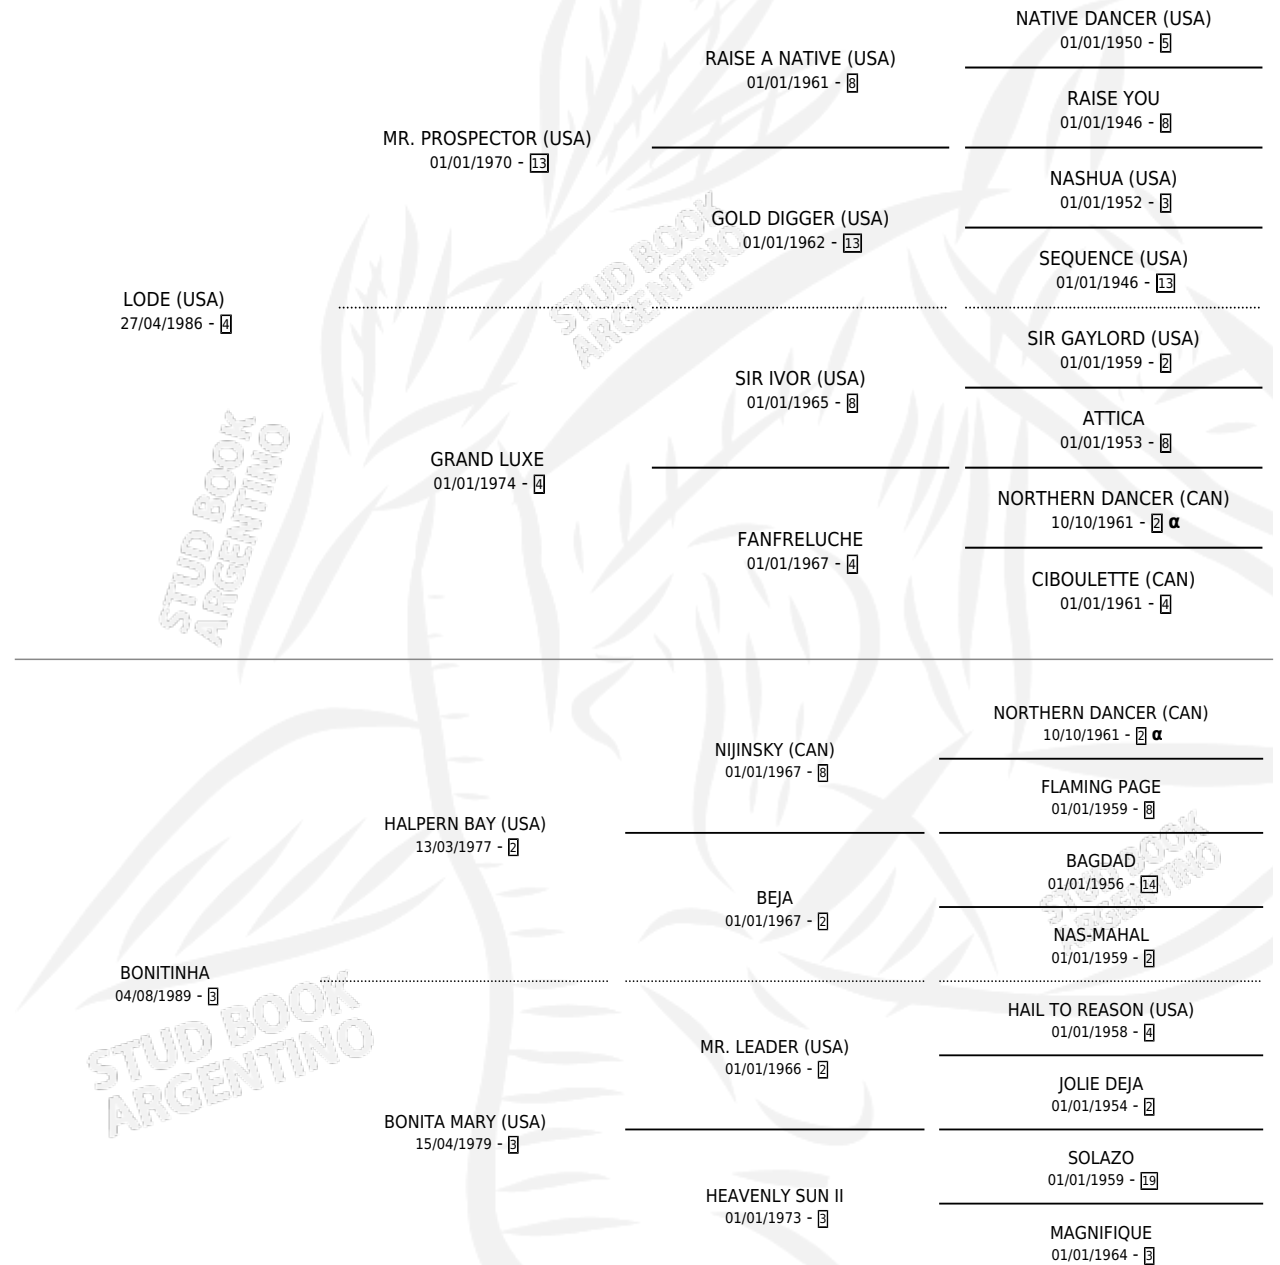 NATIVE DANCER (USA)
01/01/1950 - 5
RAISE A NATIVE (USA)
01/01/1961 - 8
RAISE YOU
01/01/1946 - 8
MR. PROSPECTOR (USA)
01/01/1970 - 13
NASHUA (USA)
01/01/1952 - 3
GOLD DIGGER (USA)
01/01/1962 - 13
SEQUENCE (USA)
01/01/1946 - 13
LODE (USA)
27/04/1986 - 4
STUD BOOK
ARGENTINO
SIR GAYLORD (USA)
01/01/1959 - 2
SIR IVOR (USA)
01/01/1965 - 8
ATTICA
01/01/1953 - 8
GRAND LUXE
01/01/1974 - 4
STUD BOOK
ARGENTINO
NORTHERN DANCER (CAN)
10/10/1961 - 2 α
FANFRELUCHE
01/01/1967 - 4
CIBOULETTE (CAN)
01/01/1961 - 4
NORTHERN DANCER (CAN)
10/10/1961 - 2 α
NIJINSKY (CAN)
01/01/1967 - 8
FLAMING PAGE
01/01/1959 - 8
HALPERN BAY (USA)
13/03/1977 - 2
STUD BOOK
ARGENTINO
BAGDAD
01/01/1956 - 14
BEJA
01/01/1967 - 2
NAS-MAHAL
01/01/1959 - 2
BONITINHA
04/08/1989 - 3
STUD BOOK
ARGENTINO
HAIL TO REASON (USA)
01/01/1958 - 4
MR. LEADER (USA)
01/01/1966 - 2
JOLIE DEJA
01/01/1954 - 2
BONITA MARY (USA)
15/04/1979 - 3
SOLAZO
01/01/1959 - 19
HEAVENLY SUN II
01/01/1973 - 3
MAGNIFIQUE
01/01/1964 - 3